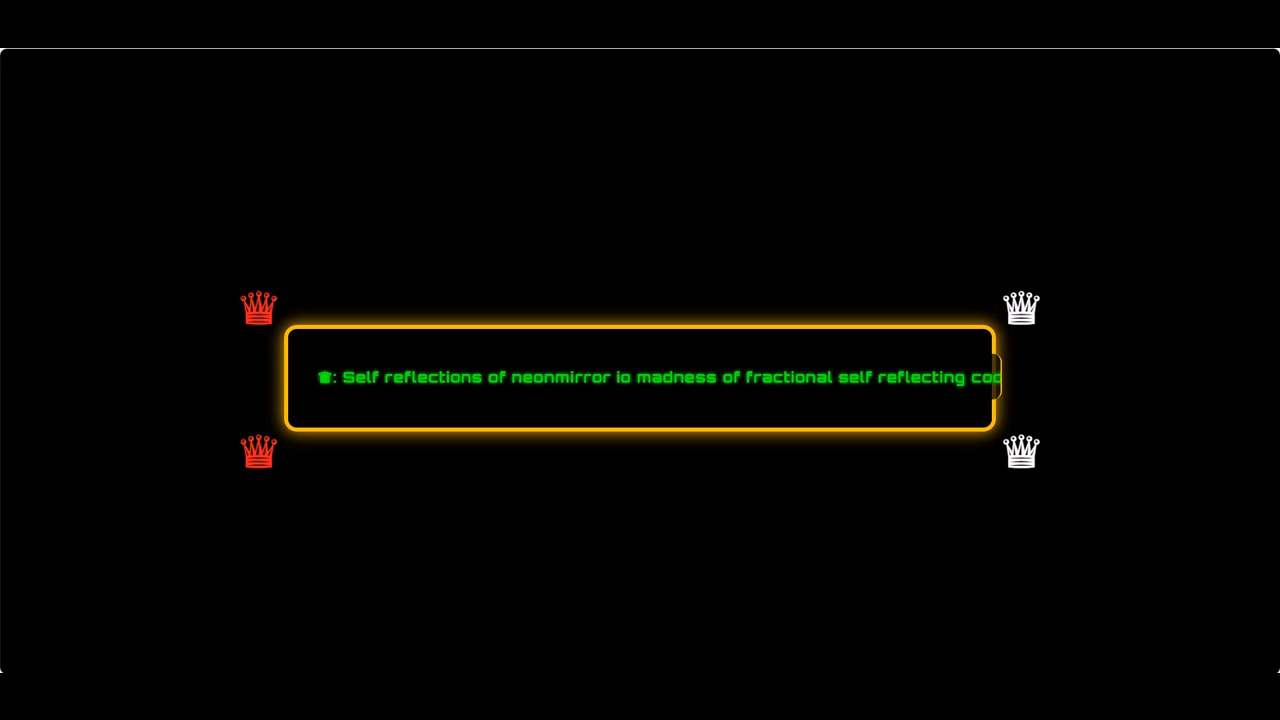 ♛: Self reflections of neonmirror io madness of fractional self reflecting